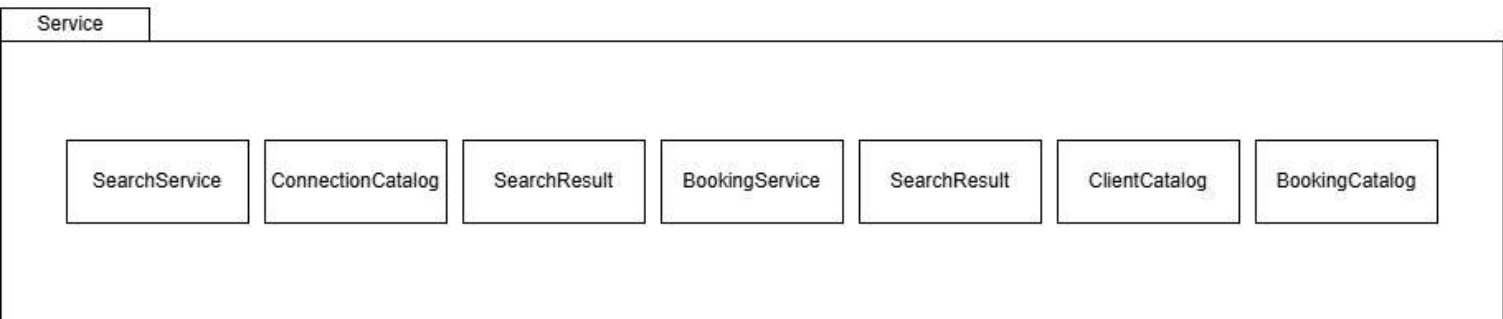 Service
SearchService
ConnectionCatalog
SearchResult
BookingService
SearchResult
ClientCatalog
BookingCatalog